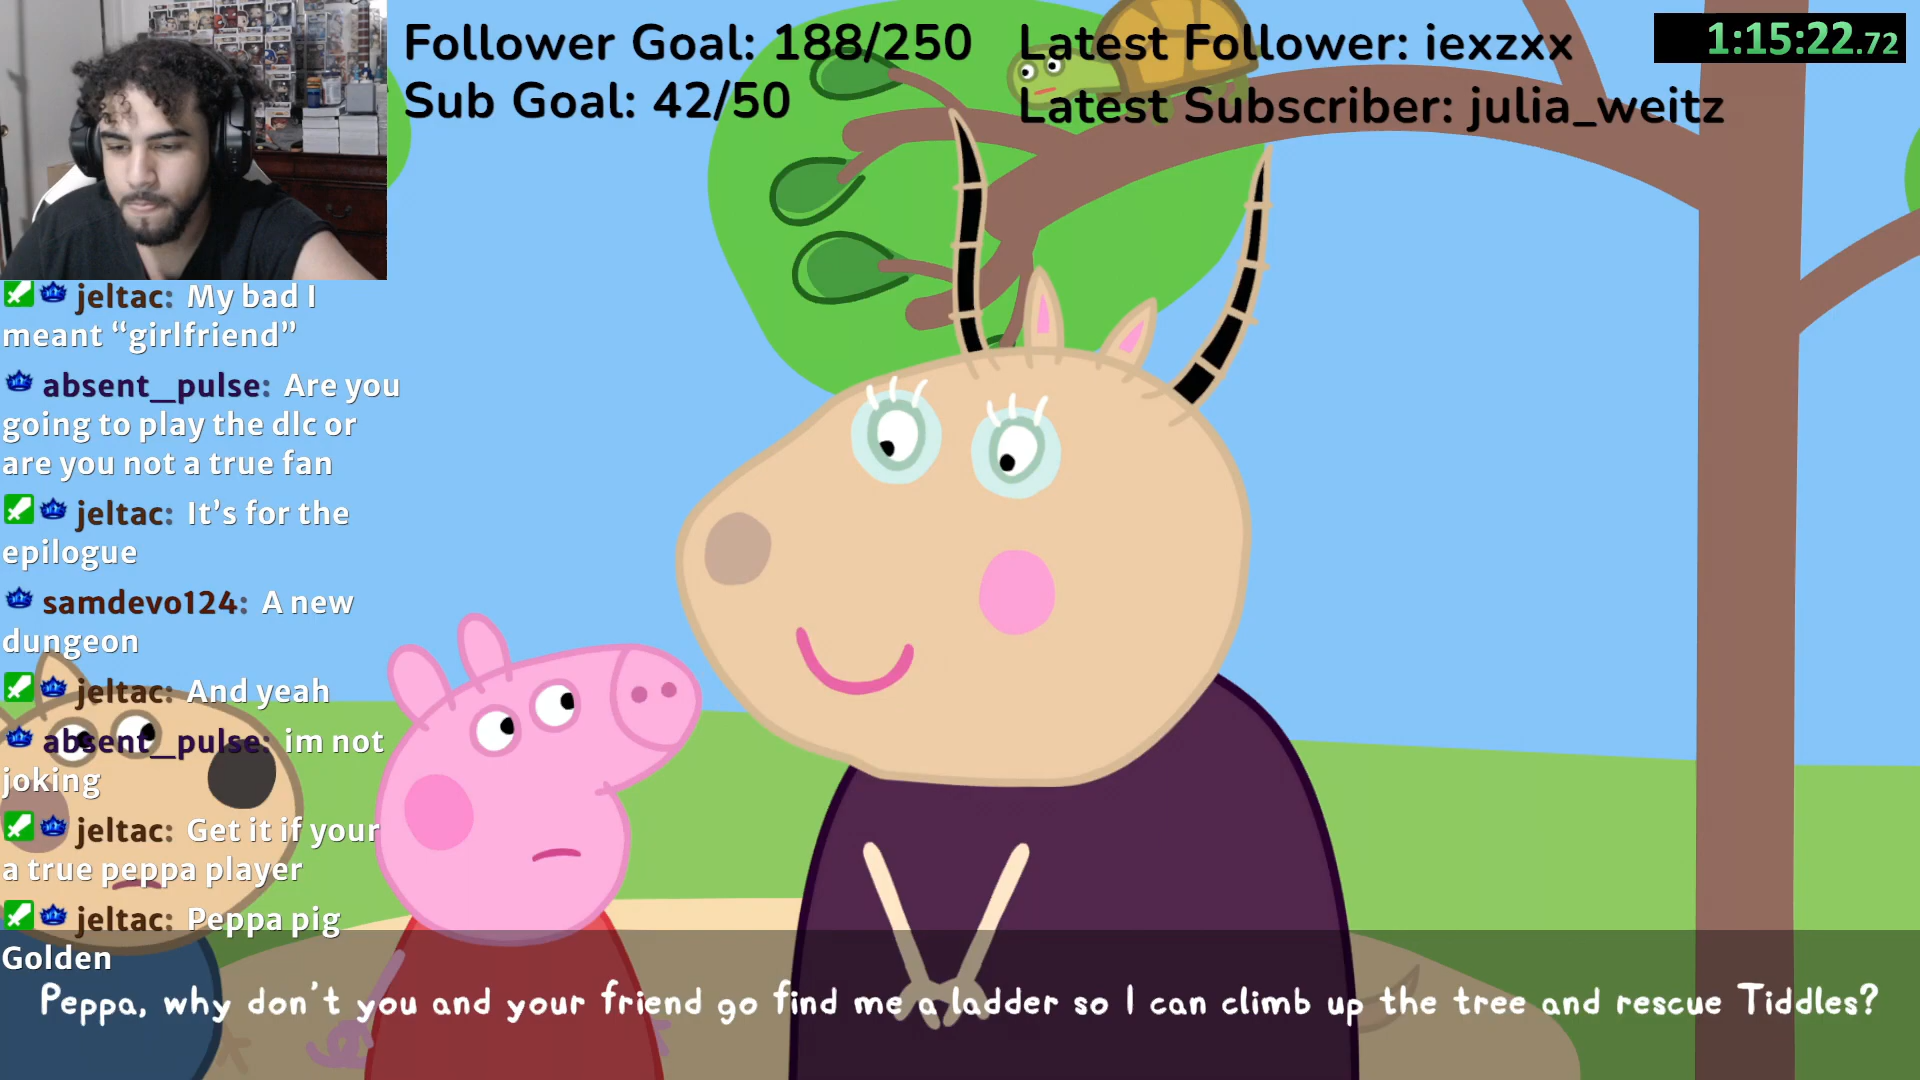 Follower Goal: 188/250
Sub Goal: 42/50
Latest Follower: iexzxx
Latest Subscriber: julia_weitz
1:15:22.72
jeltac: My bad I
meant “girlfriend”
absent_pulse: Are you
going to play the dlc or
are you not a true fan
jeltac: It’s for the
epilogue
samdevo124: A new
dungeon
jeltac: And yeah
absent_pulse: im not
joking
jeltac: Get it if your
a true peppa player
jeltac: Peppa pig
Golden
Peppa, why don't you and your friend go find me a ladder so I can climb up the tree and rescue Tiddles?